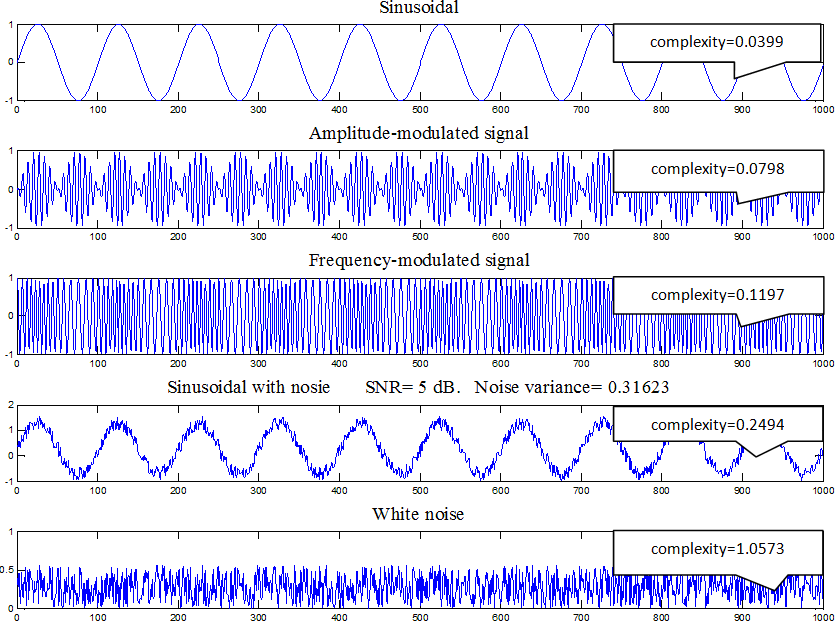 Sinusoidal
complexity=0.0399
1
0
-1
0 100 200 300 400 500 600 700 800 900 1000
Amplitude-modulated signal
complexity=0.0798
1
0
-1
0 100 200 300 400 500 600 700 800 900 1000
Frequency-modulated signal
complexity=0.1197
1
0
-1
0 100 200 300 400 500 600 700 800 900 1000
Sinusoidal with nosie SNR= 5 dB. Noise variance= 0.31623
complexity=0.2494
2
1
0
-1
0 100 200 300 400 500 600 700 800 900 1000
White noise
complexity=1.0573
1
0.5
0
0 100 200 300 400 500 600 700 800 900 1000